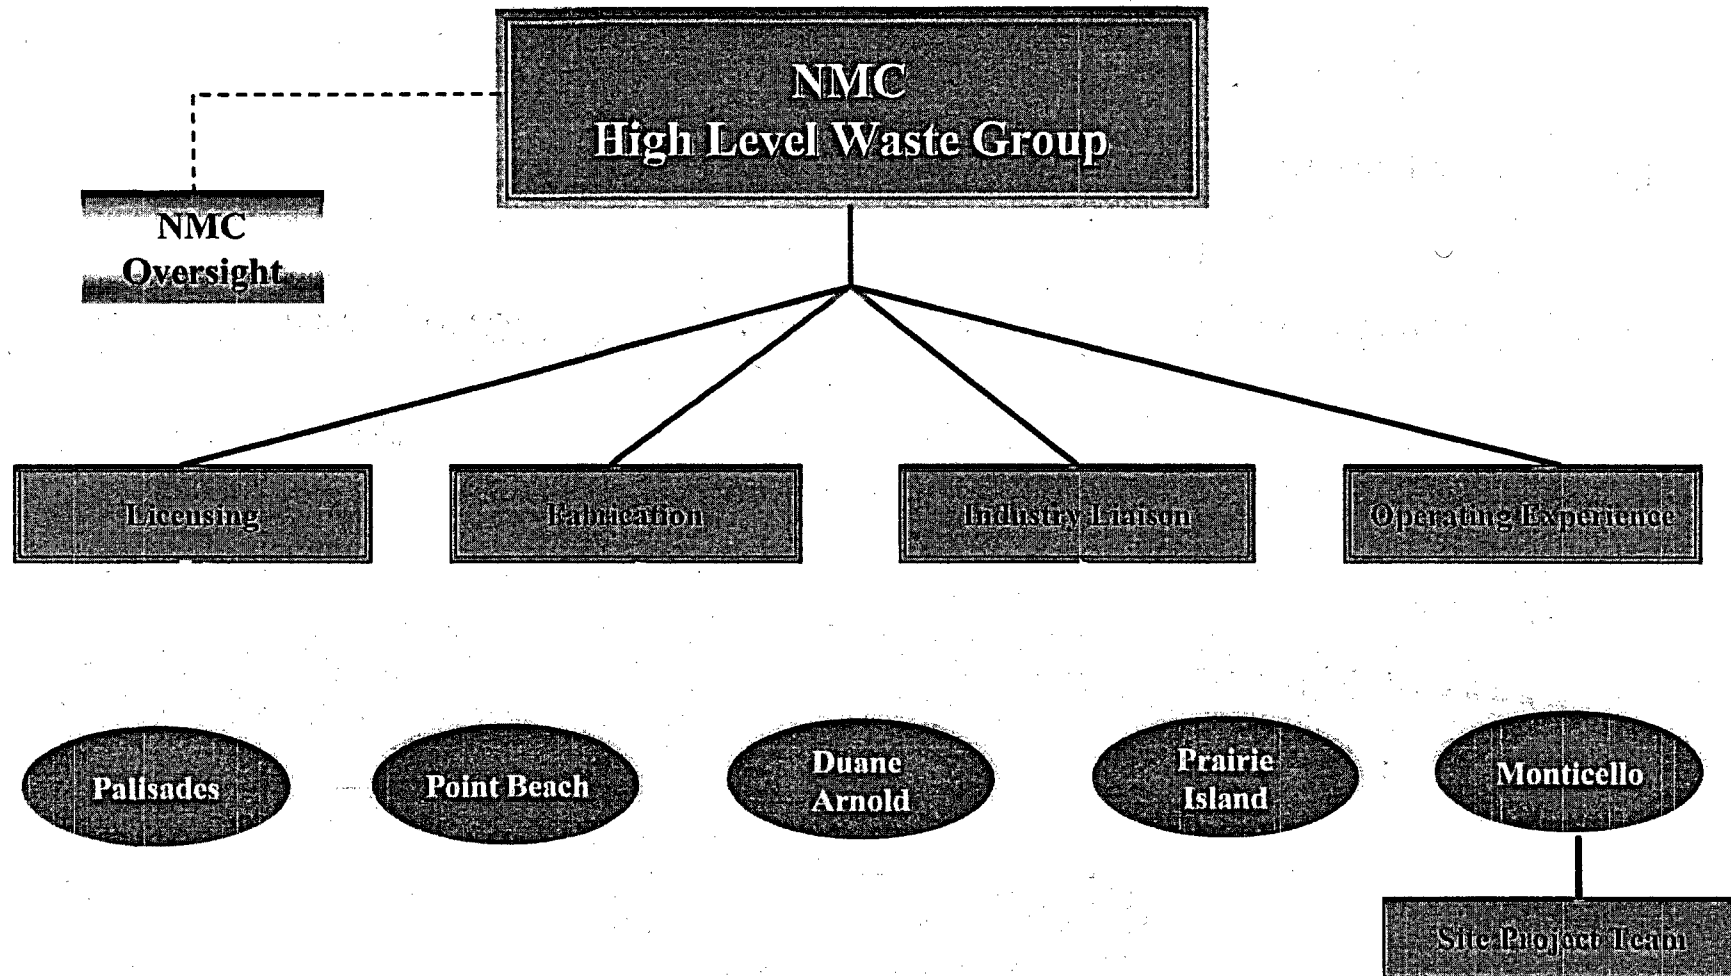 NMC
High Level Waste Group
NMC
Oversight
Licensing
Fabrication
Industry Liaison
Operating Experience
Palisades
Point Beach
Duane
Arnold
Prairie
Island
Monticello
Site Project Team